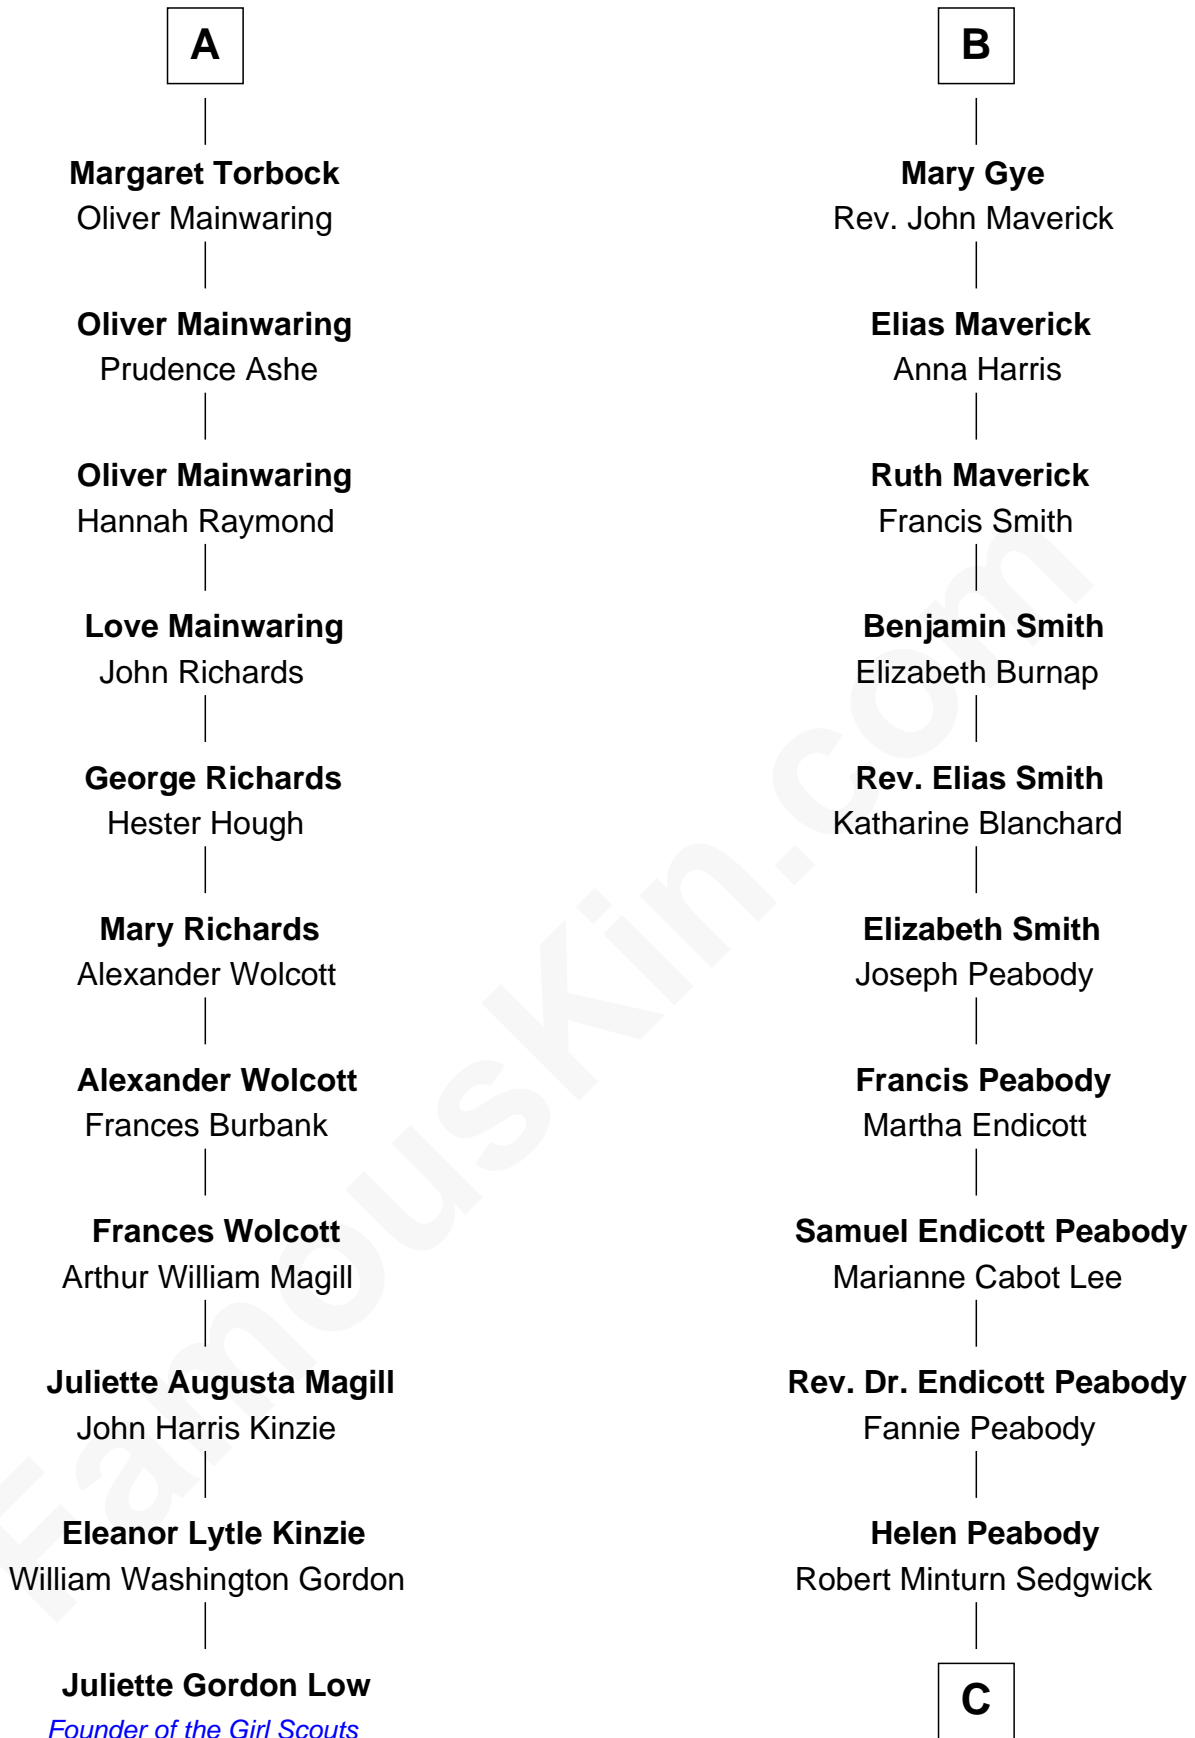 A
Margaret Torbock
Oliver Mainwaring
Oliver Mainwaring
Prudence Ashe
Oliver Mainwaring
Hannah Raymond
Love Mainwaring
John Richards
George Richards
Hester Hough
Mary Richards
Alexander Wolcott
Alexander Wolcott
Frances Burbank
Frances Wolcott
Arthur William Magill
Juliette Augusta Magill
John Harris Kinzie
Eleanor Lytle Kinzie
William Washington Gordon
Juliette Gordon Low
Founder of the Girl Scouts
B
Mary Gye
Rev. John Maverick
Elias Maverick
Anna Harris
Ruth Maverick
Francis Smith
Benjamin Smith
Elizabeth Burnap
Rev. Elias Smith
Katharine Blanchard
Elizabeth Smith
Joseph Peabody
Francis Peabody
Martha Endicott
Samuel Endicott Peabody
Marianne Cabot Lee
Rev. Dr. Endicott Peabody
Fannie Peabody
Helen Peabody
Robert Minturn Sedgwick
C
FamousKin.com